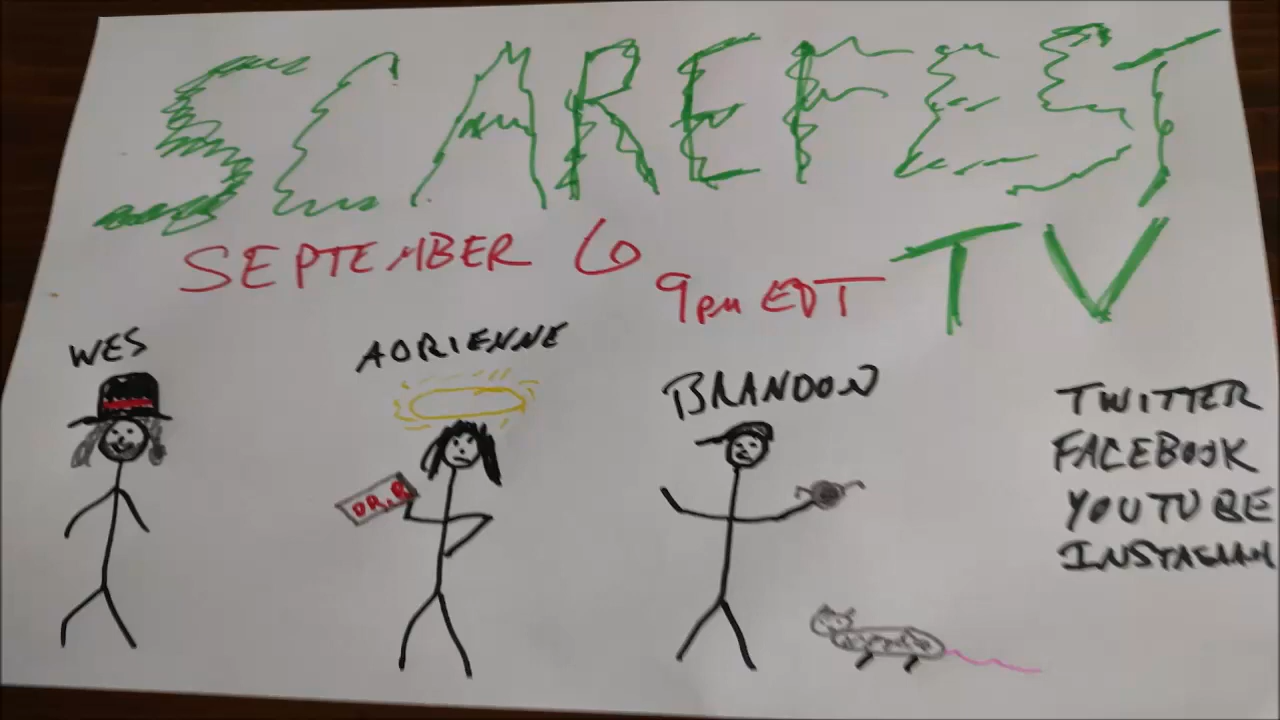 SCAREFEST
TV
SEPTEMBER 6
9PM EDT
WES
ADRIENNE
BRANDON
DR. P
TWITTER
FACEBOOK
YOUTUBE
INSTAGRAM